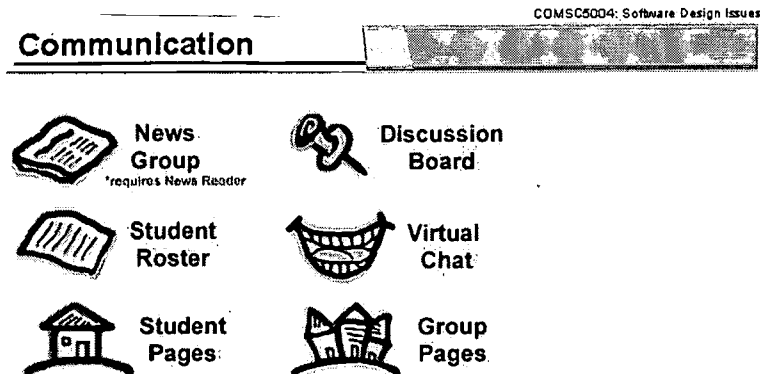 COMSC5004: Software Design Issues
Communication
News
Group
*requires News Reader
Discussion
Board
Student
Roster
Virtual
Chat
Student
Pages
Group
Pages